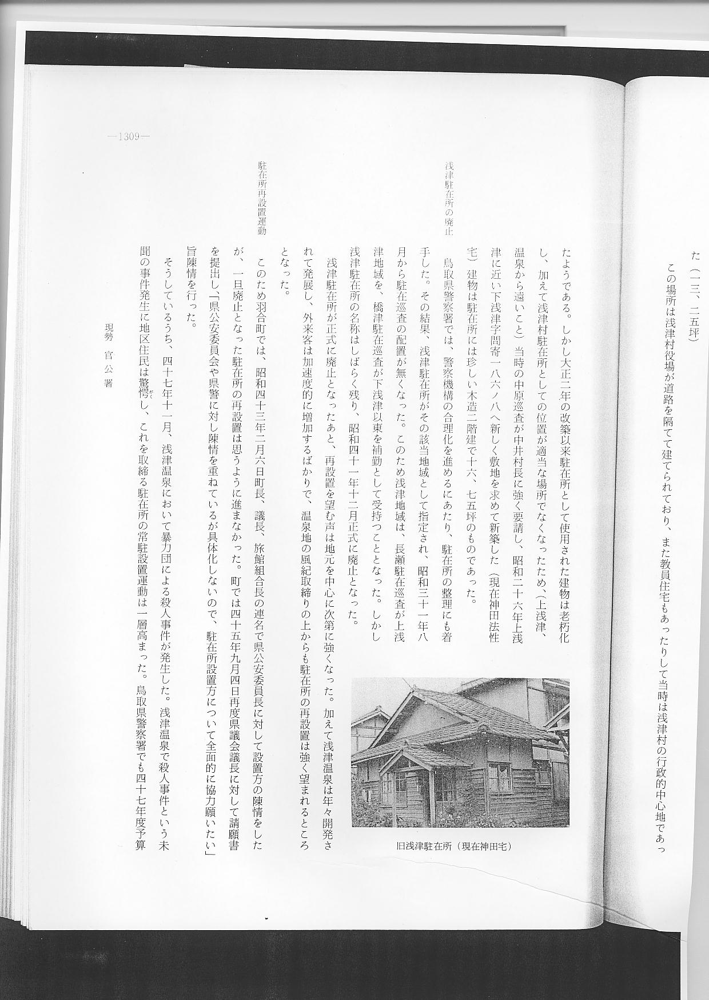 た（一三、二五坪）
この場所は浅津村役場が道路を隔てて建てられており、また教員住宅もあったりして当時は浅津村の行政的中心地であっ
たようである。しかし大正二年の改築以来駐在所として使用された建物は老朽化
し、加えて浅津村駐在所としての位置が適当な場所でなくなったため、（上浅津、
温泉から遠いこと）当時の中原巡査が中井村長に強く要請し、昭和二十六年上浅
津に近い下浅津字問寄一八六ノ八へ新しく敷地を求めて新築した（現在神田法性
宅）建物は駐在所には珍しい木造二階建で十六、七五坪のものであった。
浅津駐在所の廃止
鳥取県警察署では、警察機構の合理化を進めるにあたり、駐在所の整理にも着
手した。その結果、浅津駐在所がその該当地域として指定され、昭和三十一年八
月から駐在巡査の配置が無くなった。このため浅津地域は、長瀬駐在巡査が上浅
津地域を、橋津駐在巡査が下浅津以東を補勤として受持つこととなった。しかし
浅津駐在所の名称はしばらく残り、昭和四十一年十二月正式に廃止となった。
旧浅津駐在所（現在神田宅）
浅津駐在所が正式に廃止となったあと、再設置を望む声は地元を中心に次第に強くなった。加えて浅津温泉は年々開発さ
れて発展し、外来客は加速度的に増加するばかりで、温泉地の風紀取締りの上からも駐在所の再設置は強く望まれるところ
となった。
駐在所再設置運動
このため羽合町では、昭和四十三年二月六日町長、議長、旅館組合長の連名で県公安委員長に対して設置方の陳情をした
が、一旦廃止となった駐在所の再設置は思うように進まなかった。町では四十五年九月四日再度県議会議長に対して請願書
を提出し、「県公安委員会や県警に対し陳情を重ねているが具体化しないので、駐在所設置方について全面的に協力願いたい」
旨陳情を行った。
そうしているうち、四十七年十一月、浅津温泉において暴力団による殺人事件が発生した。浅津温泉で殺人事件という未
聞の事件発生に地区住民は驚愕がくし、これを取締る駐在所の常駐設置運動は一層高まった。鳥取県警察署でも四十七年度予算
現勢 官公署
―1309―